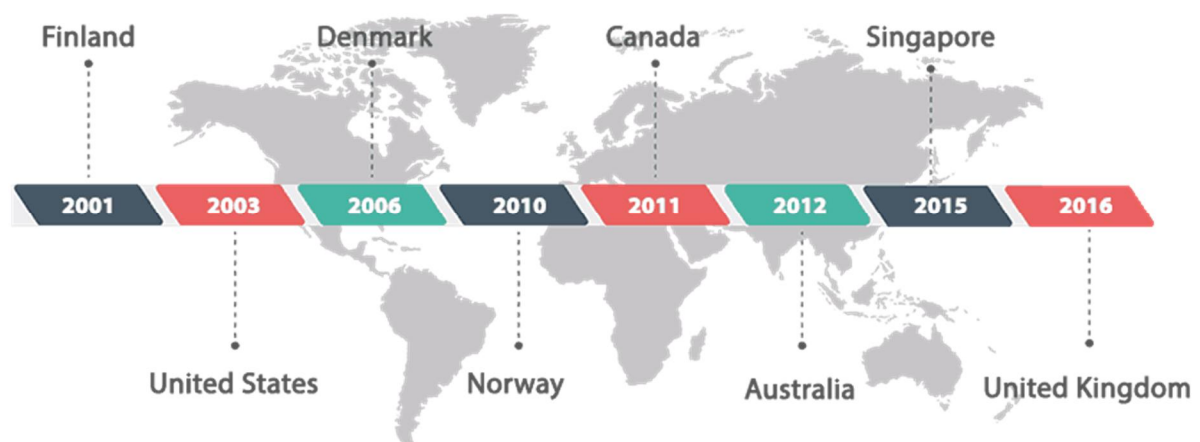 Finland
Denmark
Canada
Singapore
2001
2003
2006
2010
2011
2012
2015
2016
United States
Norway
Australia
United Kingdom